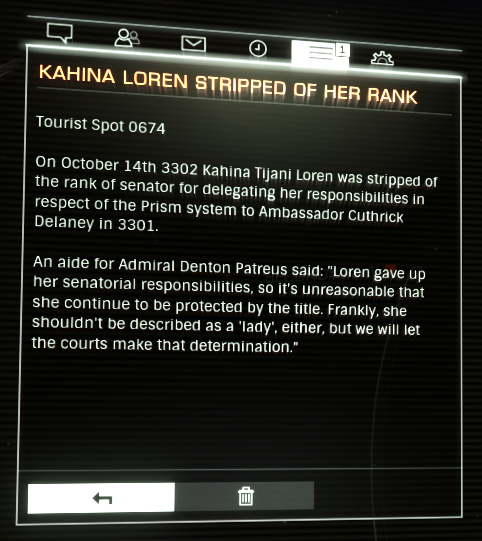 1
KAHINA LOREN STRIPPED OF HER RANK
Tourist Spot 0674
On October 14th 3302 Kahina Tijani Loren was stripped of
the rank of senator for delegating her responsibilities in
respect of the Prism system to Ambassador Cuthrick
Delaney in 3301.
An aide for Admiral Denton Patreus said: "Loren gave up
her senatorial responsibilities, so it's unreasonable that
she continue to be protected by the title. Frankly, she
shouldn't be described as a 'lady', either, but we will let
the courts make that determination."